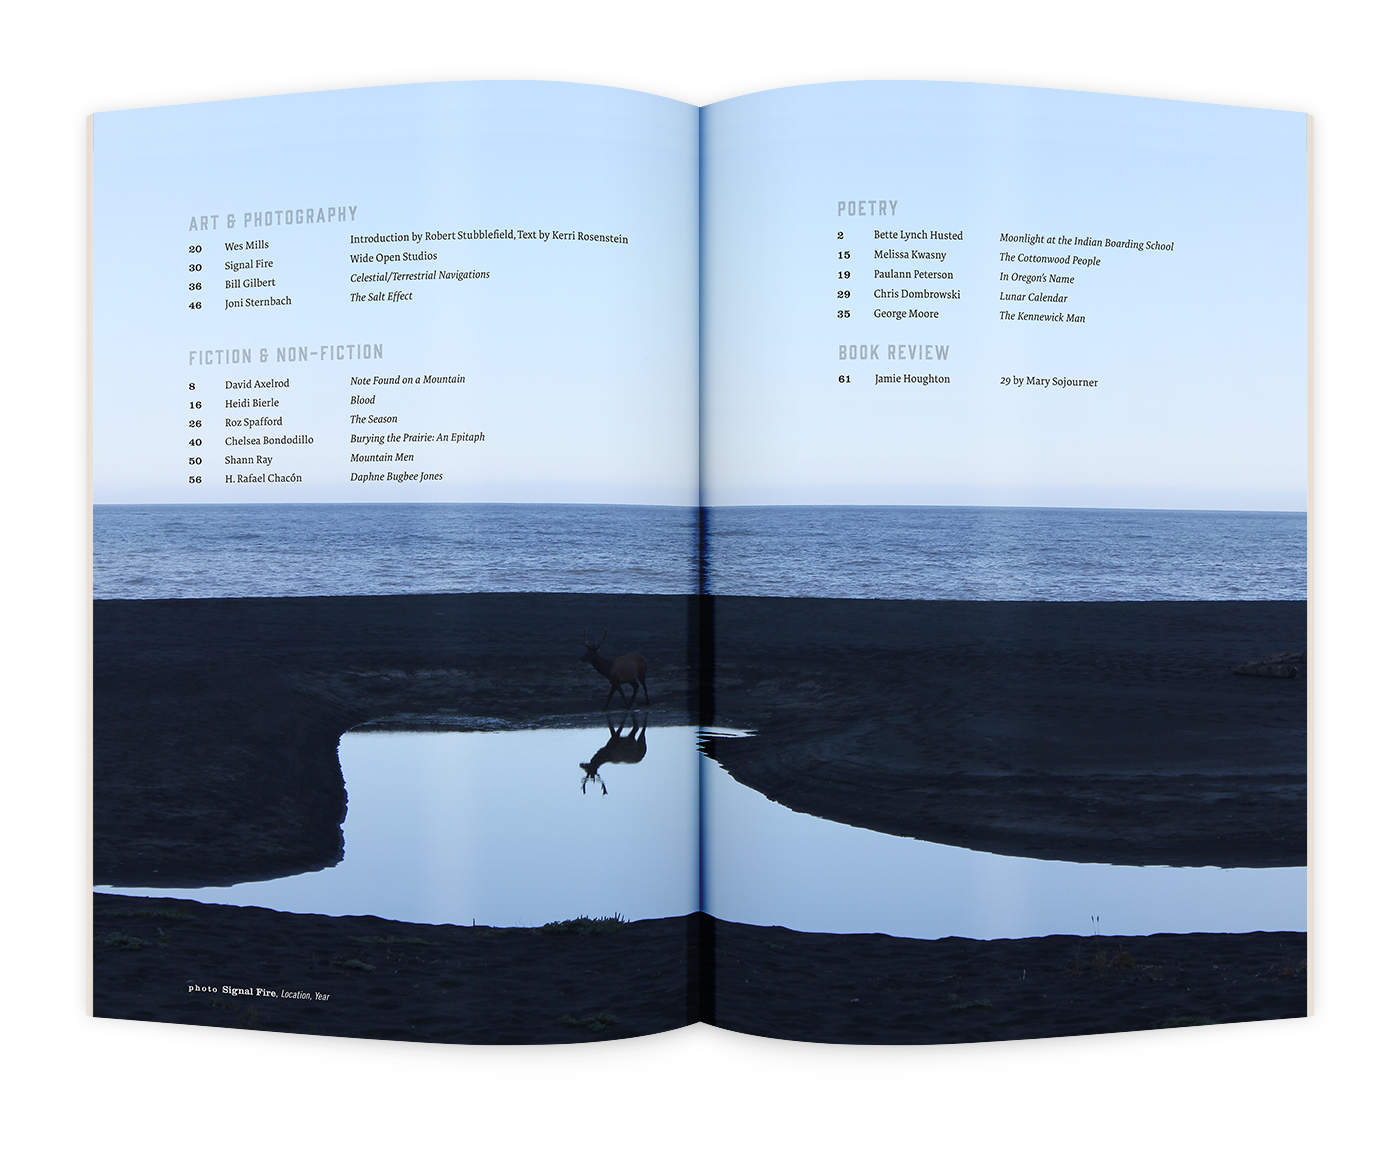 ART & PHOTOGRAPHY
20 Wes Mills Introduction by Robert Stubblefield, Text by Kerri Rosenstein
30 Signal Fire Wide Open Studios
36 Bill Gilbert Celestial/Terrestrial Navigations
46 Joni Sternbach The Salt Effect
FICTION & NON-FICTION
8 David Axelrod Note Found on a Mountain
16 Heidi Bierle Blood
26 Roz Spafford The Season
40 Chelsea Bondodillo Burying the Prairie: An Epitaph
50 Shann Ray Mountain Men
56 H. Rafael Chacón Daphne Bugbee Jones
photo Signal Fire, Location, Year
POETRY
2 Bette Lynch Husted Moonlight at the Indian Boarding School
15 Melissa Kwasny The Cottonwood People
19 Paulann Peterson In Oregon's Name
29 Chris Dombrowski Lunar Calendar
35 George Moore The Kennewick Man
BOOK REVIEW
61 Jamie Houghton 29 by Mary Sojourner